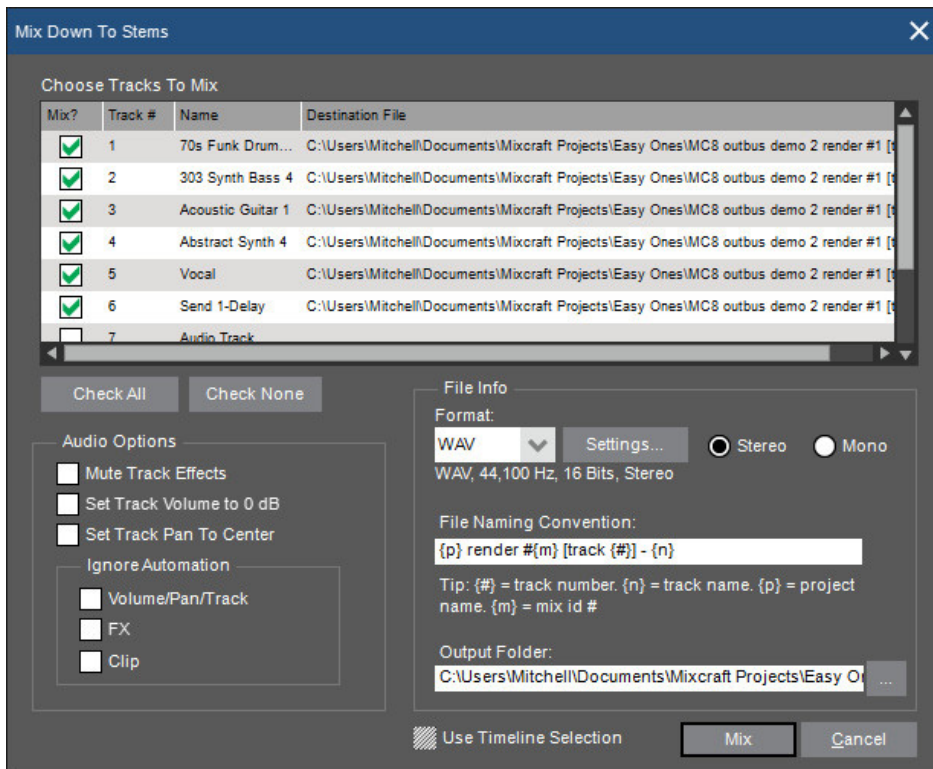 Mix Down To Stems
Choose Tracks To Mix
Mix? Track # Name Destination File
1 70s Funk Drum... C:\Users\Mitchell\Documents\Mixcraft Projects\Easy Ones\MC8 outbus demo 2 render #1 [t
2 303 Synth Bass 4 C:\Users\Mitchell\Documents\Mixcraft Projects\Easy Ones\MC8 outbus demo 2 render #1 [t
3 Acoustic Guitar 1 C:\Users\Mitchell\Documents\Mixcraft Projects\Easy Ones\MC8 outbus demo 2 render #1 [t
4 Abstract Synth 4 C:\Users\Mitchell\Documents\Mixcraft Projects\Easy Ones\MC8 outbus demo 2 render #1 [t
5 Vocal C:\Users\Mitchell\Documents\Mixcraft Projects\Easy Ones\MC8 outbus demo 2 render #1 [t
6 Send 1-Delay C:\Users\Mitchell\Documents\Mixcraft Projects\Easy Ones\MC8 outbus demo 2 render #1 [t
7 Audio Track
Check All Check None
Audio Options
Mute Track Effects
Set Track Volume to 0 dB
Set Track Pan To Center
Ignore Automation
Volume/Pan/Track
FX
Clip
File Info
Format:
WAV Settings... Stereo Mono
WAV, 44,100 Hz, 16 Bits, Stereo
File Naming Convention:
{p} render #{m} [track {#}] - {n}
Tip: {#} = track number. {n} = track name. {p} = project
name. {m} = mix id #
Output Folder:
C:\Users\Mitchell\Documents\Mixcraft Projects\Easy O ...
Use Timeline Selection Mix Cancel